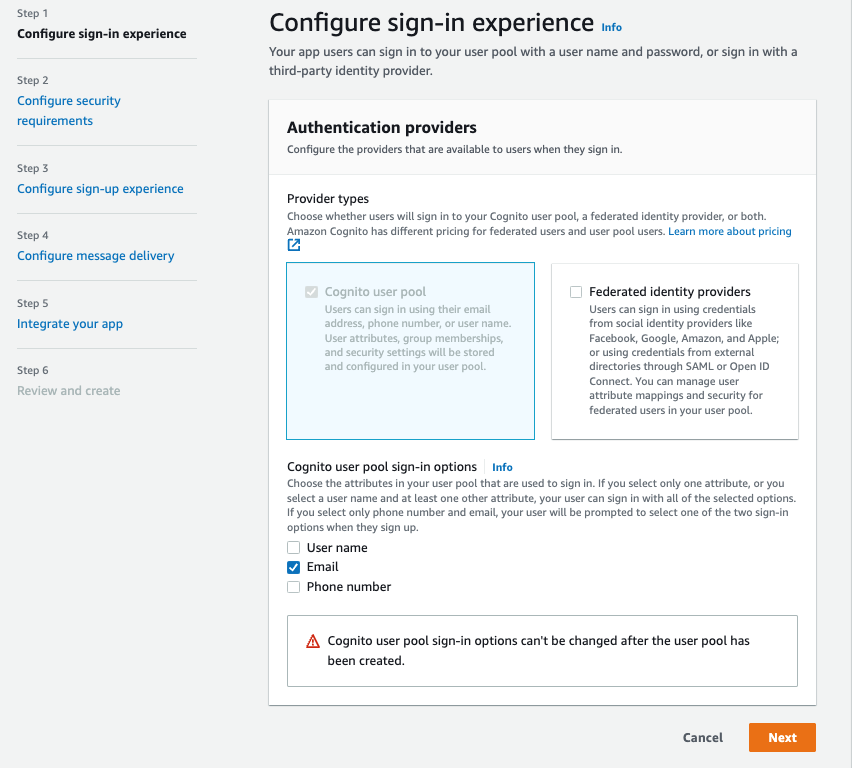 Step 1
Configure sign-in experience
Step 2
Configure security
requirements
Step 3
Configure sign-up experience
Step 4
Configure message delivery
Step 5
Integrate your app
Step 6
Review and create
Configure sign-in experience Info
Your app users can sign in to your user pool with a user name and password, or sign in with a
third-party identity provider.
Authentication providers
Configure the providers that are available to users when they sign in.
Provider types
Choose whether users will sign in to your Cognito user pool, a federated identity provider, or both.
Amazon Cognito has different pricing for federated users and user pool users. Learn more about pricing
Cognito user pool
Users can sign in using their email
address, phone number, or user name.
User attributes, group memberships,
and security settings will be stored
and configured in your user pool.
Federated identity providers
Users can sign in using credentials
from social identity providers like
Facebook, Google, Amazon, and Apple;
or using credentials from external
directories through SAML or Open ID
Connect. You can manage user
attribute mappings and security for
federated users in your user pool.
Cognito user pool sign-in options Info
Choose the attributes in your user pool that are used to sign in. If you select only one attribute, or you
select a user name and at least one other attribute, your user can sign in with all of the selected options.
If you select only phone number and email, your user will be prompted to select one of the two sign-in
options when they sign up.
User name
Email
Phone number
Cognito user pool sign-in options can't be changed after the user pool has
been created.
Cancel
Next